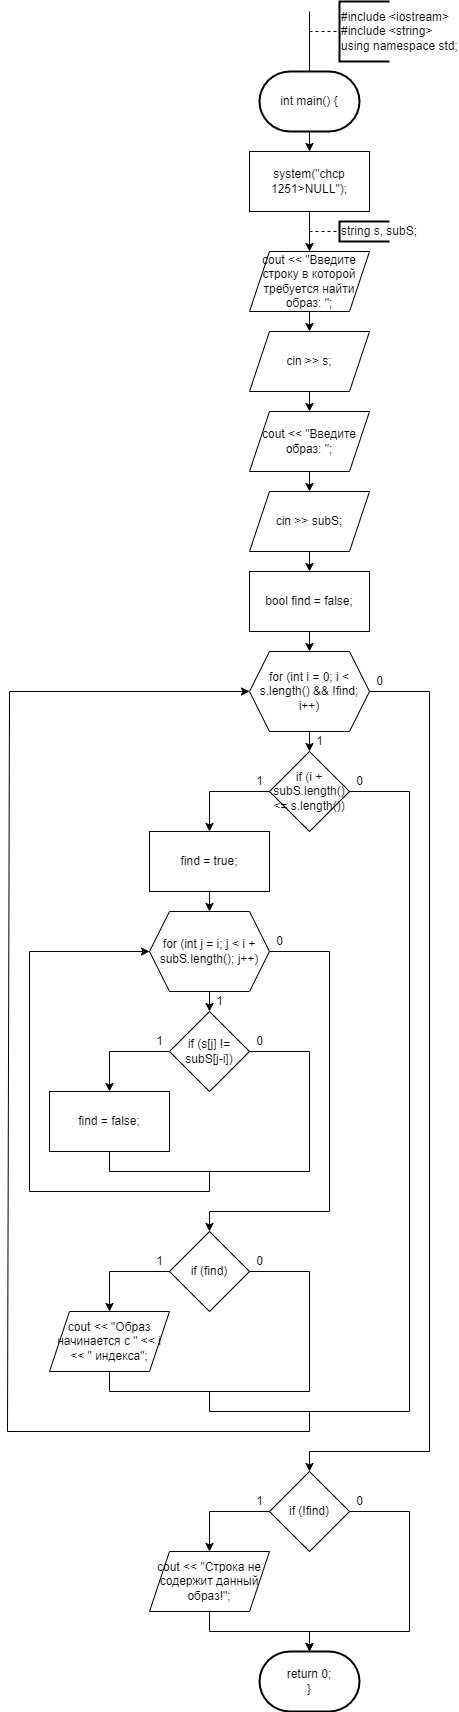 #include <iostream>
#include <string>
using namespace std;
int main() {
system("chcp
1251>NULL");
string s, subS;
cout << "Введите
строку в которой
требуется найти
образ: ";
cin >> s;
cout << "Введите
образ: ";
cin >> subS;
bool find = false;
for (int i = 0; i <
s.length() && !find;
i++)
0
1
if (i +
subS.length()
<= s.length())
1
0
find = true;
for (int j = i; j < i +
subS.length(); j++)
0
1
if (s[j] !=
subS[j-i])
1
0
find = false;
if (find)
1
0
cout << "Образ
начинается с " << i
<< " индекса";
if (!find)
1
0
cout << "Строка не
содержит данный
образ!";
return 0;
}